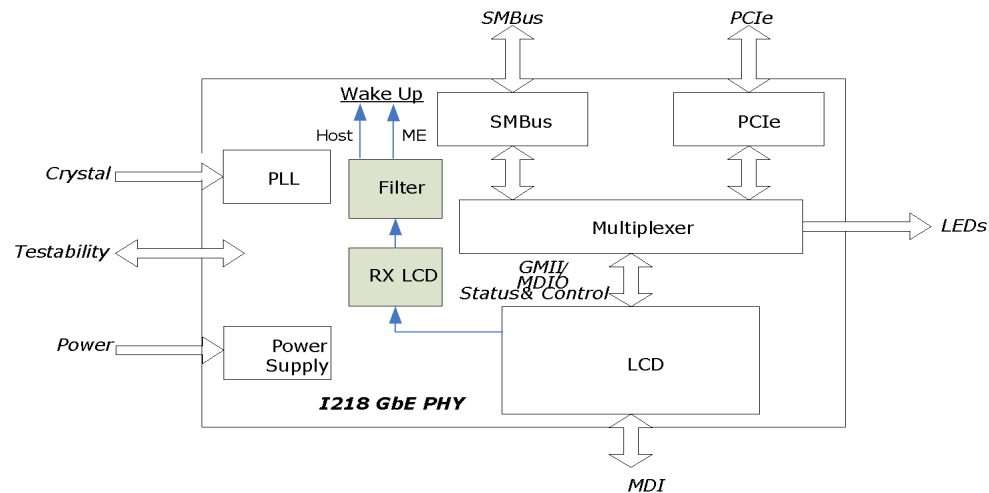 SMBus
PCIe
Wake Up
Host
ME
SMBus
PCIe
Crystal
PLL
Filter
Multiplexer
LEDs
Testability
RX LCD
GMII/
MDIO
Status& Control
Power
Power
Supply
LCD
I218 GbE PHY
MDI